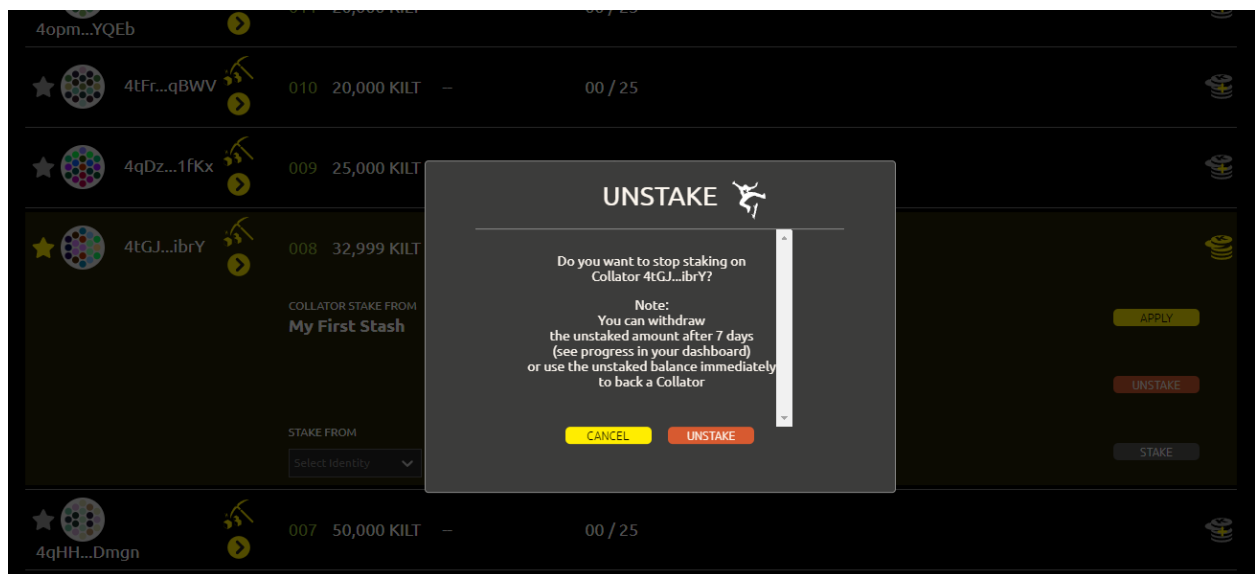 4opm...YQEb
4tFr...qBWV 010 20,000 KILT -- 00 / 25
4qDz...1fKx 009 25,000 KILT
UNSTAKE
4tGJ...ibrY 008 32,999 KILT
Do you want to stop staking on
Collator 4tGJ...ibrY?
Note:
You can withdraw
the unstaked amount after 7 days
(see progress in your dashboard)
or use the unstaked balance immediately
to back a Collator
COLLATOR STAKE FROM
My First Stash
APPLY
UNSTAKE
CANCEL UNSTAKE
STAKE FROM
Select Identity
STAKE
4qHH...Dmgn 007 50,000 KILT -- 00 / 25